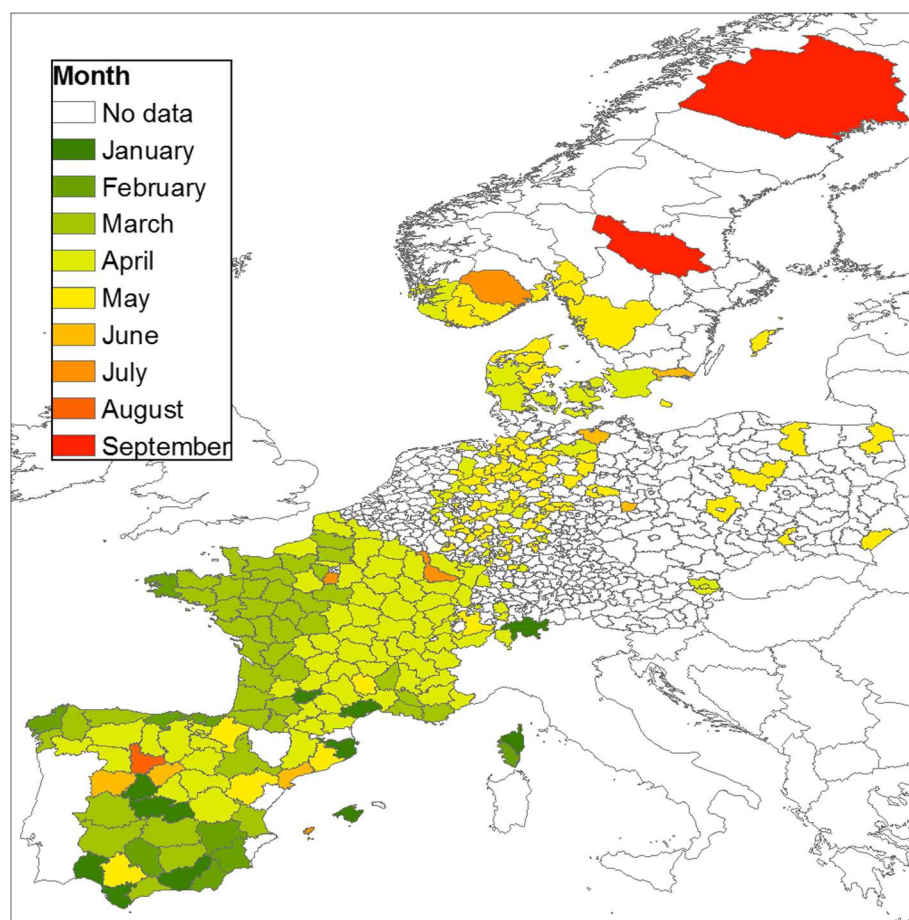 Month
No data
January
February
March
April
May
June
July
August
September